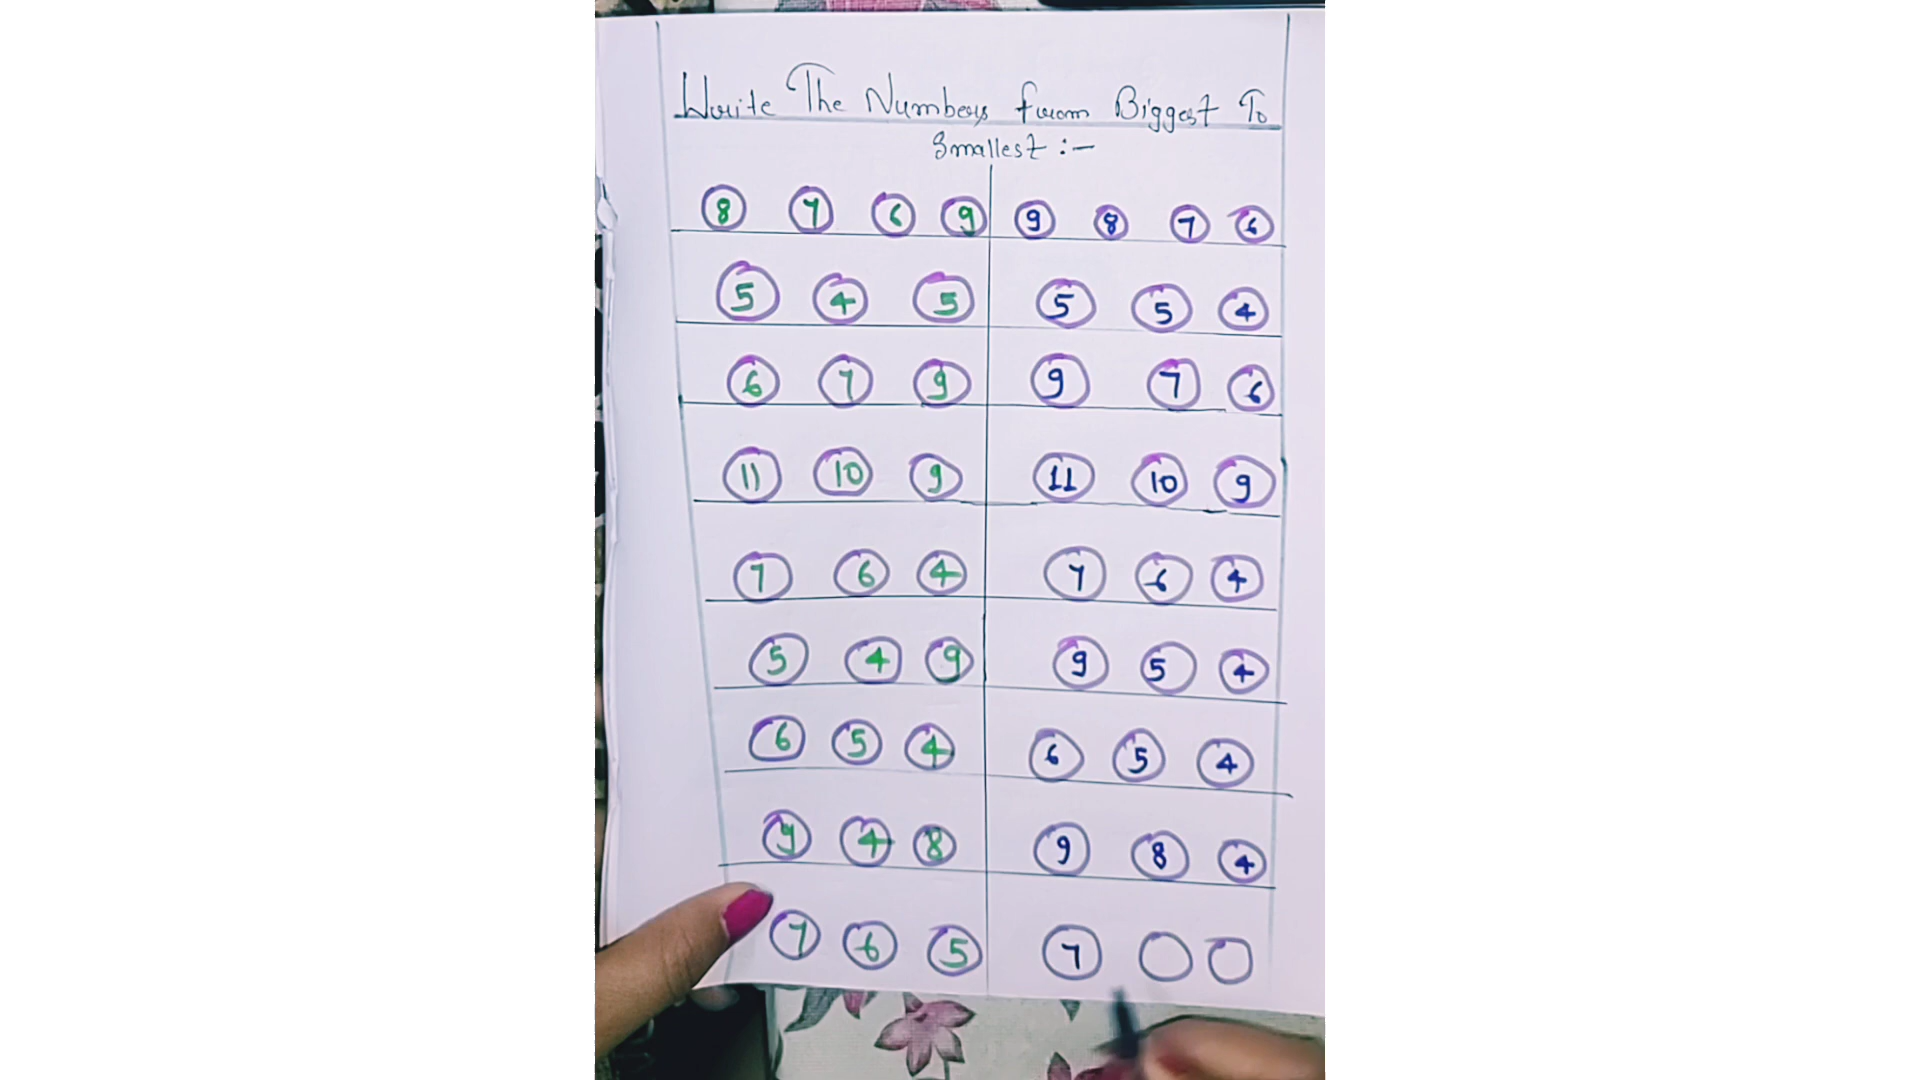 Write The Numbers from Biggest To
Smallest :-
8 7 6 9 9 8 7 6
5 4 5 5 5 4
6 7 9 9 7 6
11 10 9 11 10 9
7 6 4 7 6 4
5 4 9 9 5 4
6 5 4 6 5 4
9 4 8 9 8 4
7 6 5 7